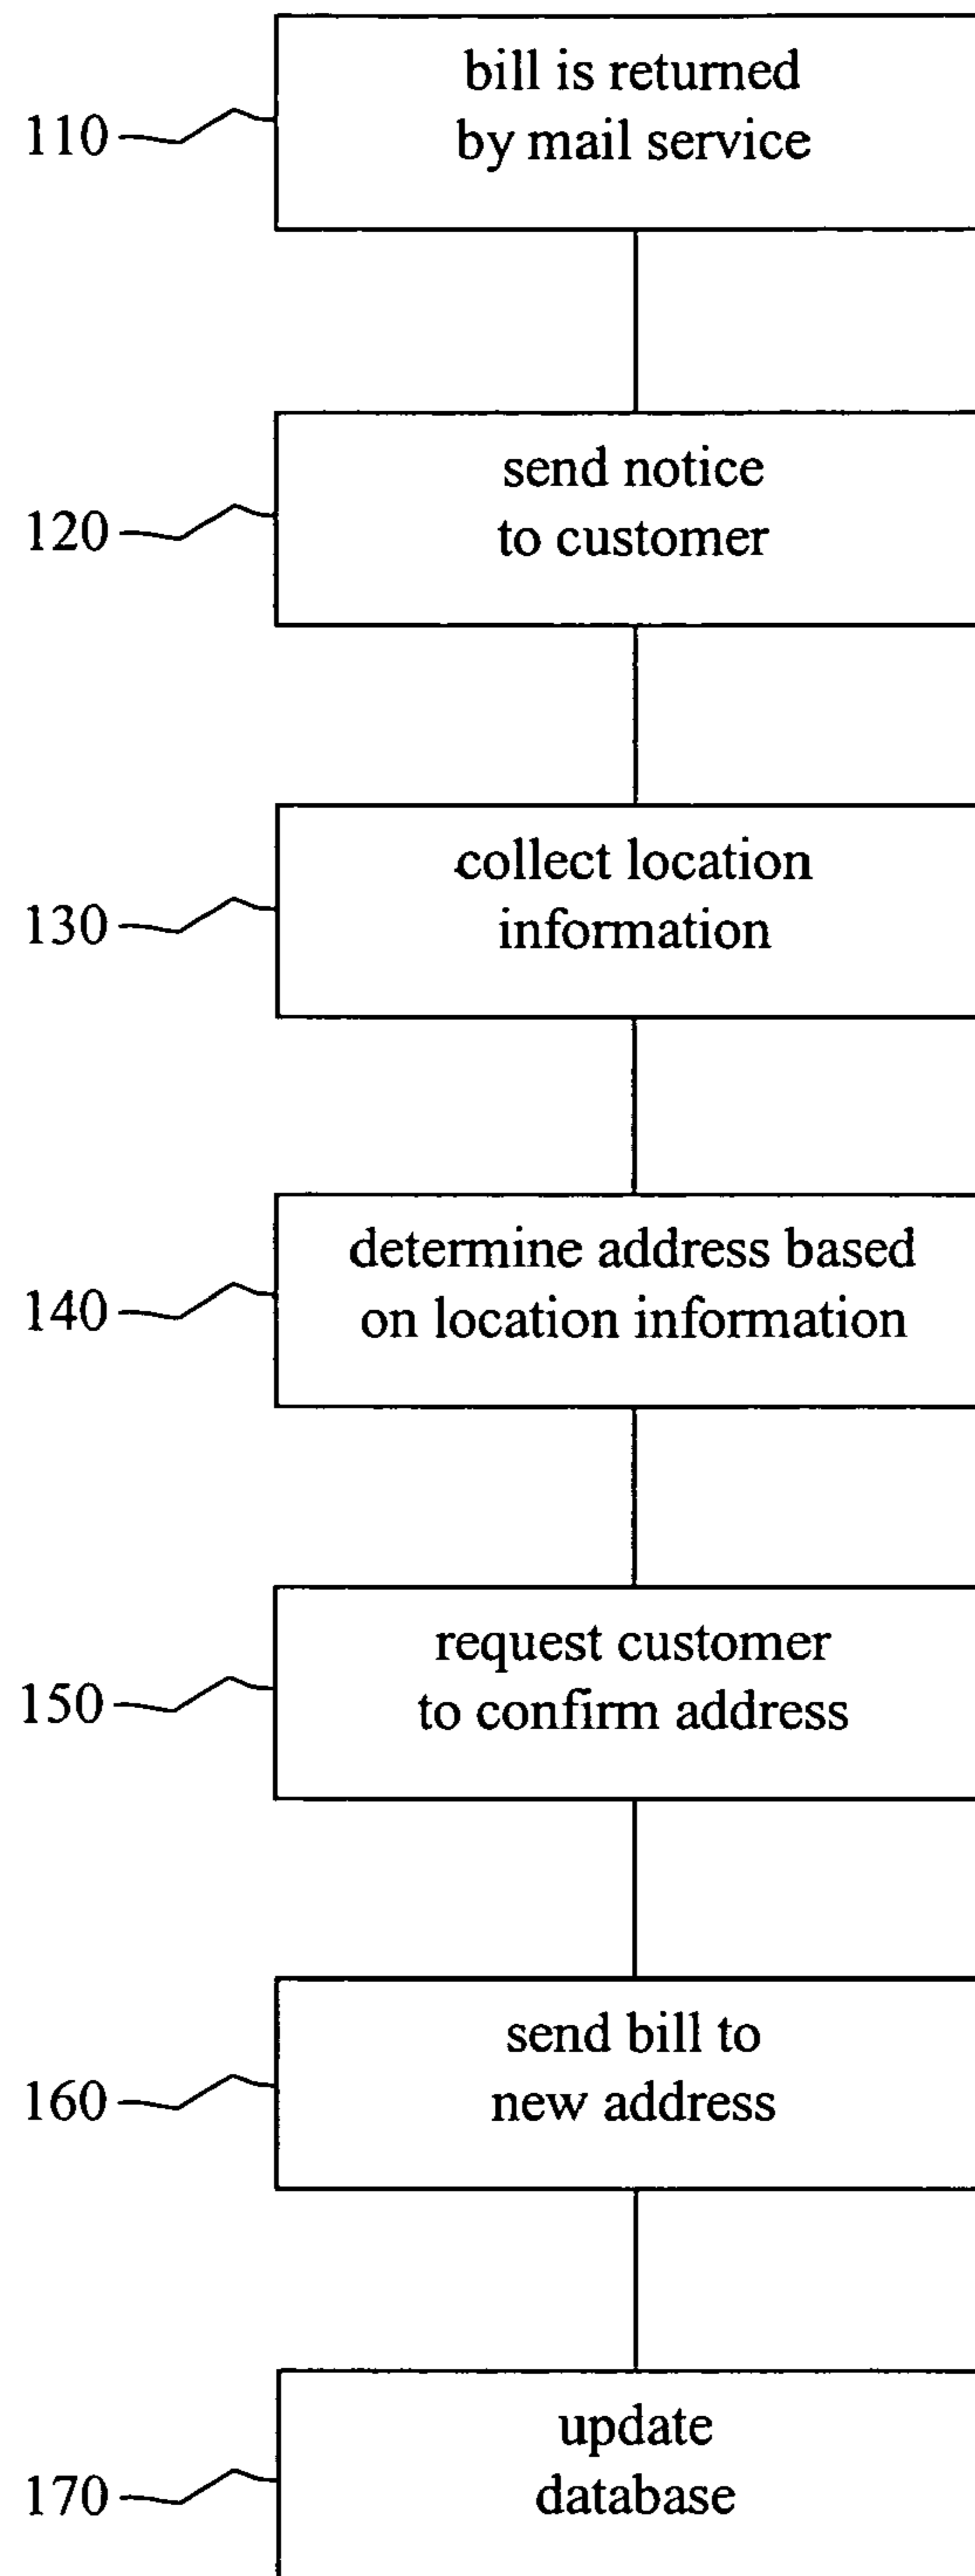 bill is returned
110 by mail service
send notice
120 to customer
collect location
130 information
determine address based
140 on location information
request customer
150 to confirm address
send bill to
160 new address
update
170 database